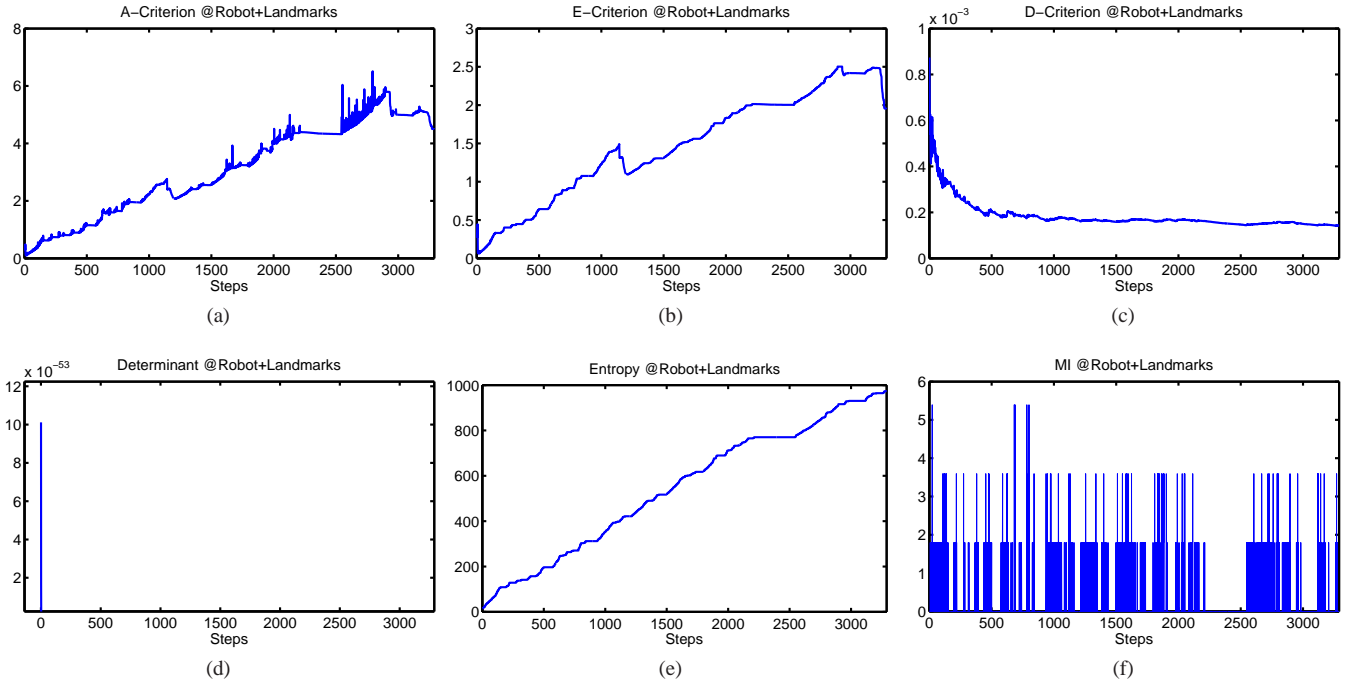 A−Criterion @Robot+Landmarks
8
6
4
2
0
0 500 1000 1500 2000 2500 3000
Steps
(a)
E−Criterion @Robot+Landmarks
3
2.5
2
1.5
1
0.5
0
0 500 1000 1500 2000 2500 3000
Steps
(b)
D−Criterion @Robot+Landmarks
x 10−3
1
0.8
0.6
0.4
0.2
0
0 500 1000 1500 2000 2500 3000
Steps
(c)
Determinant @Robot+Landmarks
x 10−53
12
10
8
6
4
2
0 500 1000 1500 2000 2500 3000
Steps
(d)
Entropy @Robot+Landmarks
1000
800
600
400
200
0
0 500 1000 1500 2000 2500 3000
Steps
(e)
MI @Robot+Landmarks
6
5
4
3
2
1
0
0 500 1000 1500 2000 2500 3000
Steps
(f)